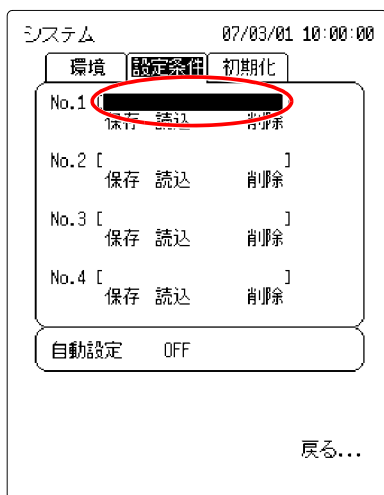 システム 07/03/01 10:00:00
環境 設定条件 初期化
No.1 [
保存 読込 削除
No.2 [ ]
保存 読込 削除
No.3 [ ]
保存 読込 削除
No.4 [ ]
保存 読込 削除
自動設定 OFF
戻る...